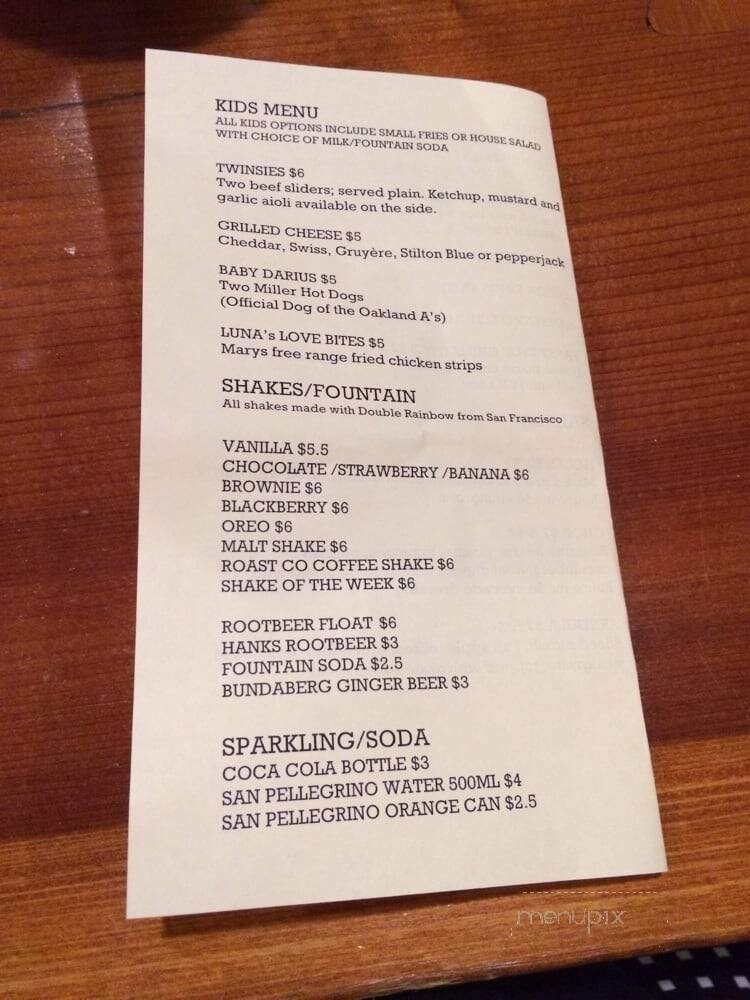 KIDS MENU
ALL KIDS OPTIONS INCLUDE SMALL FRIES OR HOUSE SALAD
WITH CHOICE OF MILK/FOUNTAIN SODA
TWINSIES $6
Two beef sliders; served plain. Ketchup, mustard and
garlic aioli available on the side.
GRILLED CHEESE $5
Cheddar, Swiss, Gruyère, Stilton Blue or pepperjack
BABY DARIUS $5
Two Miller Hot Dogs
(Official Dog of the Oakland A's)
LUNA's LOVE BITES $5
Marys free range fried chicken strips
SHAKES/FOUNTAIN
All shakes made with Double Rainbow from San Francisco
VANILLA $5.5
CHOCOLATE /STRAWBERRY /BANANA $6
BROWNIE $6
BLACKBERRY $6
OREO $6
MALT SHAKE $6
ROAST CO COFFEE SHAKE $6
SHAKE OF THE WEEK $6
ROOTBEER FLOAT $6
HANKS ROOTBEER $3
FOUNTAIN SODA $2.5
BUNDABERG GINGER BEER $3
SPARKLING/SODA
COCA COLA BOTTLE $3
SAN PELLEGRINO WATER 500ML $4
SAN PELLEGRINO ORANGE CAN $2.5
menupix